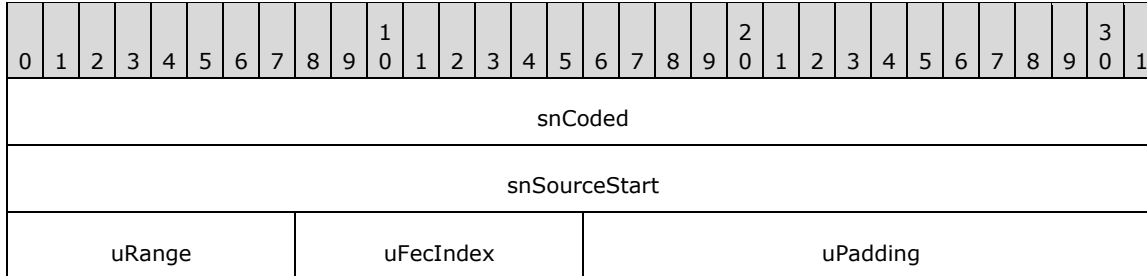 1 2 3
0 1 2 3 4 5 6 7 8 9 0 1 2 3 4 5 6 7 8 9 0 1 2 3 4 5 6 7 8 9 0 1
snCoded
snSourceStart
uRange uFecIndex uPadding